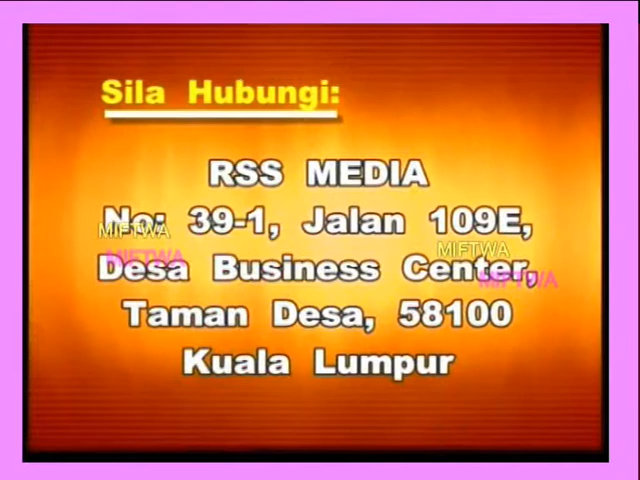 Sila Hubungi:
RSS MEDIA
No: 39-1, Jalan 109E,
MIFTWA
MIFTWA
MIFTWA
Desa Business Center,
MIFTWA
Taman Desa, 58100
Kuala Lumpur